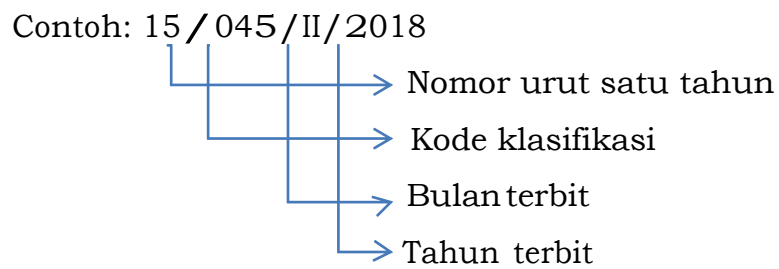 Contoh: 15/045/II/2018
Nomor urut satu tahun
Kode klasifikasi
Bulan terbit
Tahun terbit